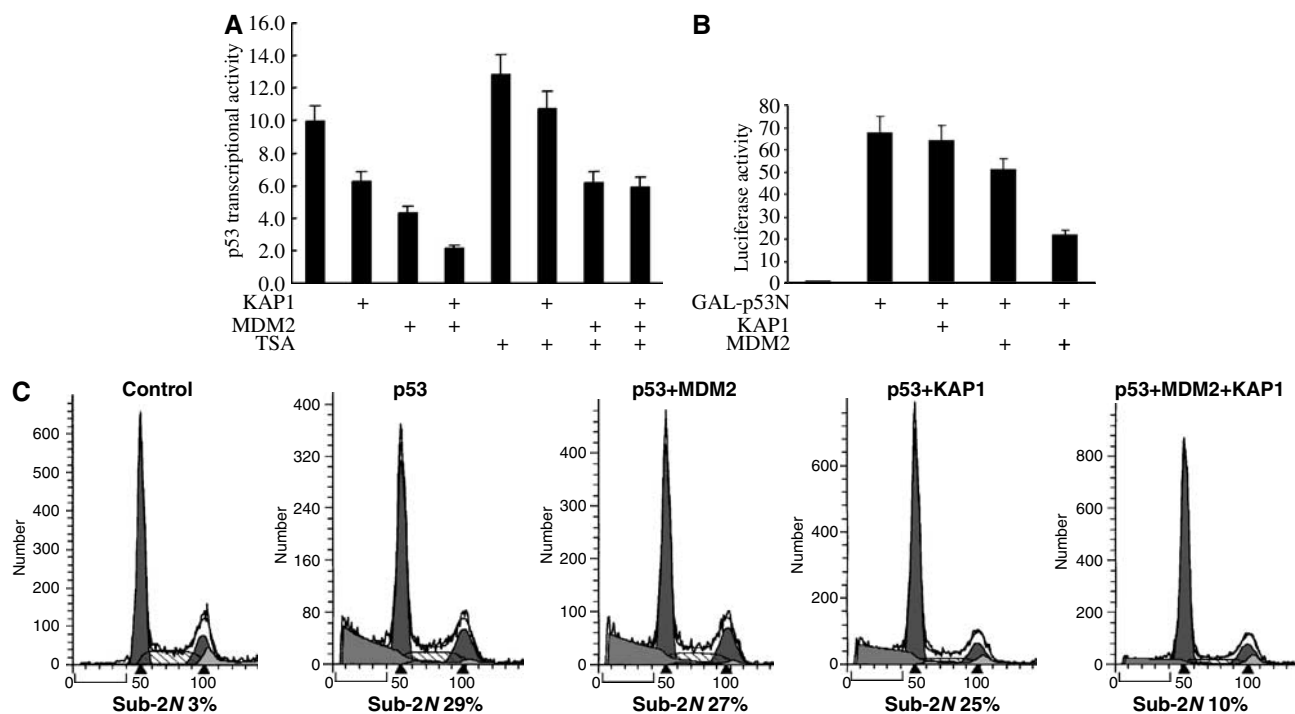 A
p53 transcriptional activity
16.0
14.0
12.0
10.0
8.0
6.0
4.0
2.0
0.0
KAP1 + + + +
MDM2 + + + +
TSA + + + +
B
Luciferase activity
80
70
60
50
40
30
20
10
0
GAL-p53N + + + +
KAP1 +
MDM2 + +
C
Control
Number
600
500
400
300
200
100
0
0 50 100
Sub-2N 3%
p53
Number
400
320
240
160
80
0
0 50 100
Sub-2N 29%
p53+MDM2
Number
400
300
200
100
0
0 50 100
Sub-2N 27%
p53+KAP1
Number
600
400
200
0
0 50 100
Sub-2N 25%
p53+MDM2+KAP1
Number
800
600
400
200
0
0 50 100
Sub-2N 10%